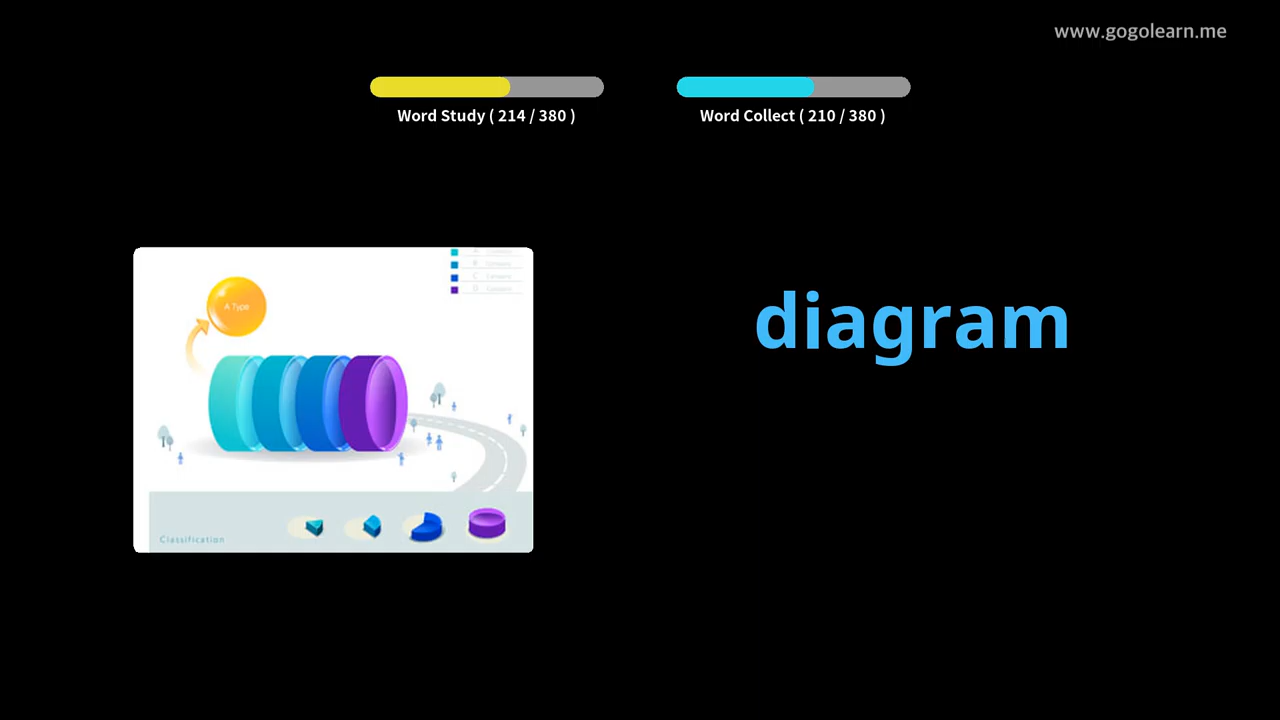 www.gogolearn.me
Word Study ( 214 / 380 )
Word Collect ( 210 / 380 )
A Type
B
C
D
diagram
Classification